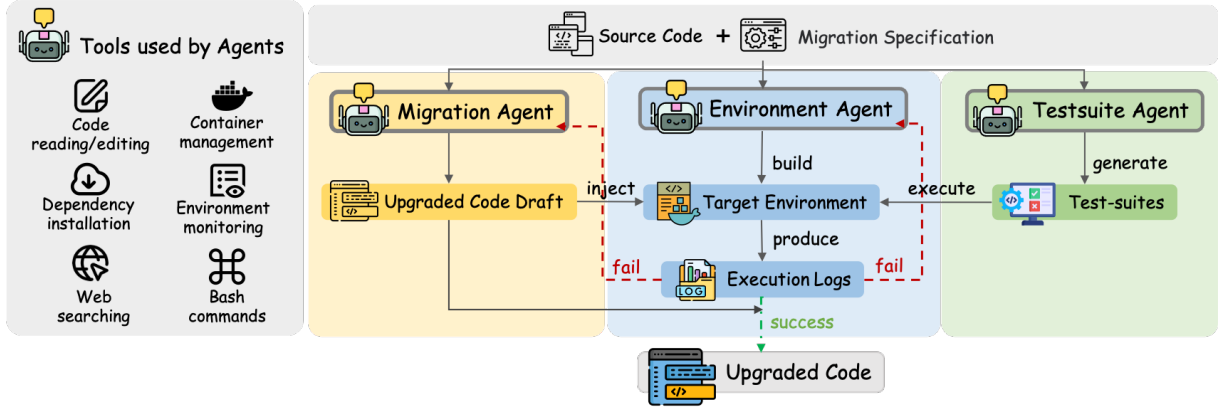 Tools used by Agents
Code
reading/editing
Container
management
Dependency
installation
Environment
monitoring
Web
searching
Bash
commands
Source Code + Migration Specification
Migration Agent
Environment Agent
Testsuite Agent
build
generate
Upgraded Code Draft
inject
Target Environment
execute
Test-suites
produce
fail
LOG
Execution Logs
fail
success
Upgraded Code